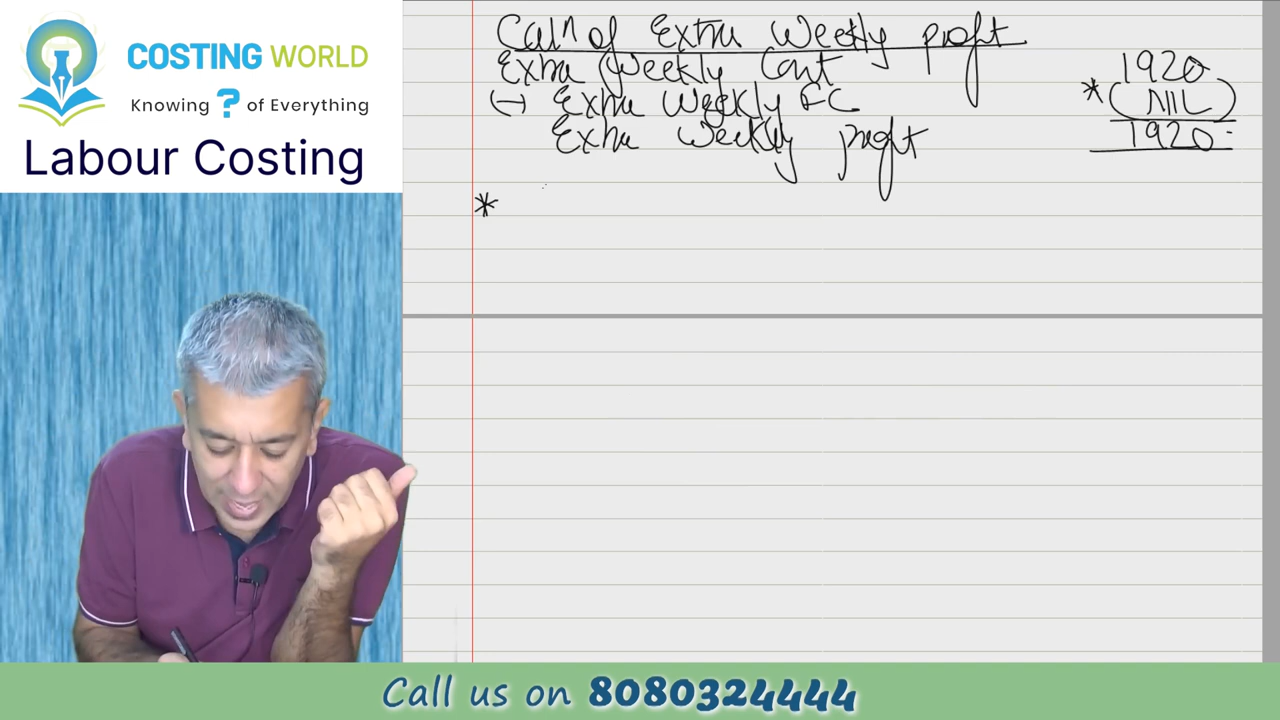 COSTING WORLD
Knowing ? of Everything
Labour Costing
Calⁿ of Extra Weekly profit
Extra Weekly Cont 1920
(-) Extra Weekly FC * (NIL)
Extra Weekly profit 1920
*
Call us on 8080324444